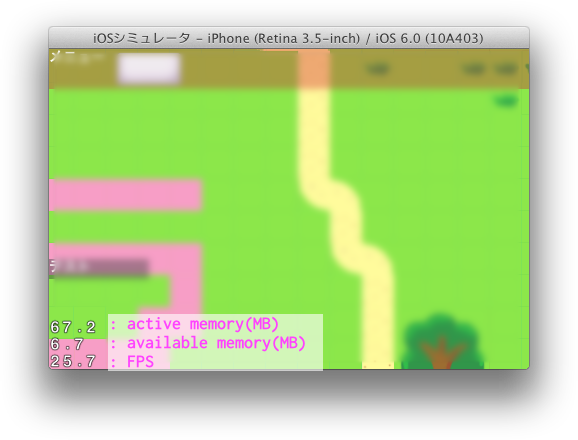 iOSシミュレータ - iPhone (Retina 3.5-inch) / iOS 6.0 (10A403)
メニュー
67.2 : active memory(MB)
6.7 : available memory(MB)
25.7 : FPS